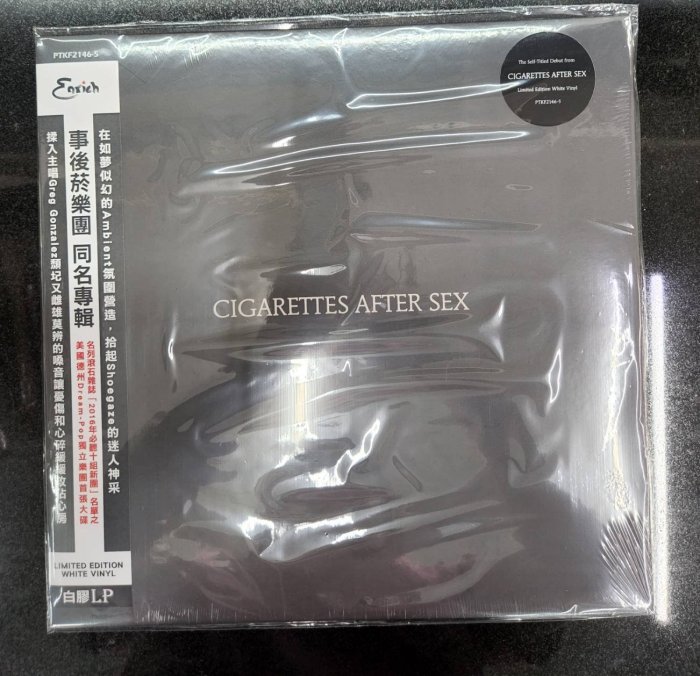 PTKF2146-5
Enrich
在如夢似幻的Ambient氛圍營造，拾起Shoegaze的迷人神采
事後菸樂團 同名專輯
名列滾石雜誌「2016年必聽十組新團」名單之
美國德州Dream-Pop獨立樂團首張大碟
揉入主唱Greg Gonzalez頹圮又雌雄莫辨的嗓音讓憂傷和心碎緩緩攻佔心房
LIMITED EDITION
WHITE VINYL
白膠LP
The Self-Titled Debut from
CIGARETTES AFTER SEX
Limited Edition White Vinyl
PTKF2146-5
CIGARETTES AFTER SEX